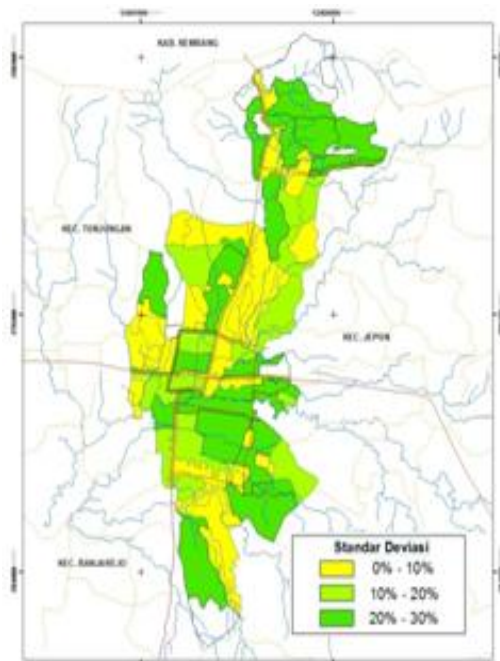 KAB. REMBANG
KEC. TUNJUNGAN
KEC. JEPON
KEC. BANJAREJO
Standar Deviasi
0% - 10%
10% - 20%
20% - 30%